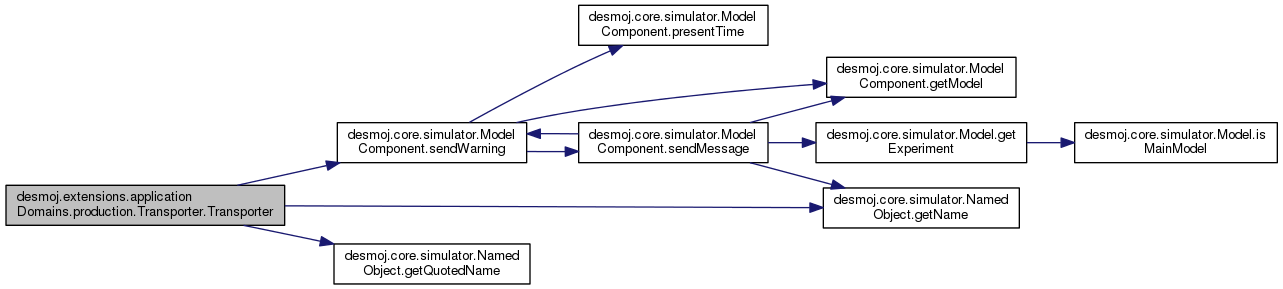 desmoj.core.simulator.Model
Component.presentTime
desmoj.core.simulator.Model
Component.getModel
desmoj.core.simulator.Model
Component.sendWarning
desmoj.core.simulator.Model
Component.sendMessage
desmoj.core.simulator.Model.get
Experiment
desmoj.core.simulator.Model.is
MainModel
desmoj.extensions.application
Domains.production.Transporter.Transporter
desmoj.core.simulator.Named
Object.getName
desmoj.core.simulator.Named
Object.getQuotedName